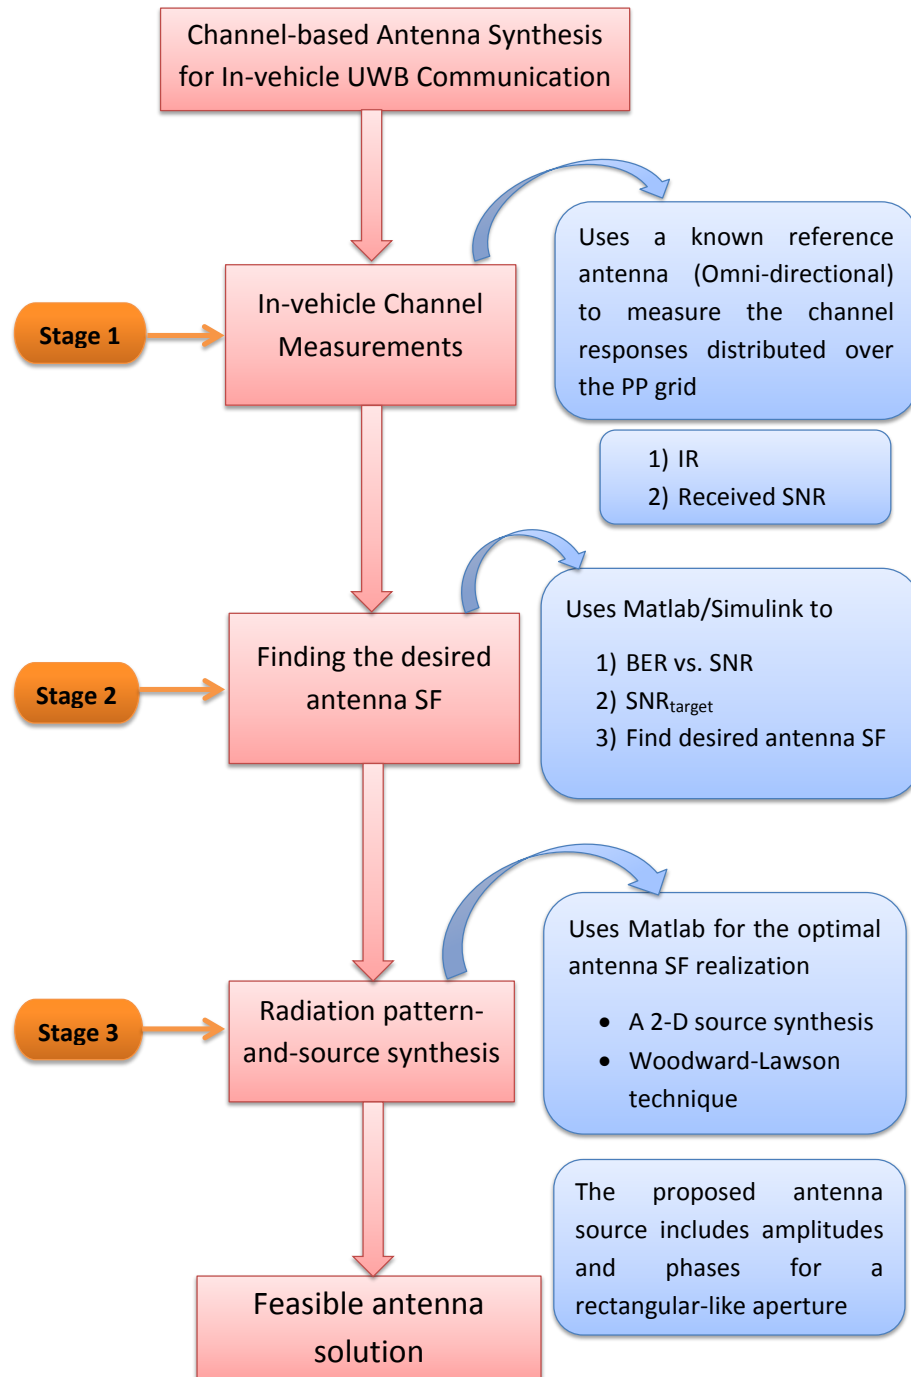 Channel-based Antenna Synthesis
for In-vehicle UWB Communication
Uses a known reference
antenna (Omni-directional)
to measure the channel
responses distributed over
the PP grid
In-vehicle Channel
Measurements
Stage 1
1) IR
2) Received SNR
Uses Matlab/Simulink to
1) BER vs. SNR
2) SNRtarget
3) Find desired antenna SF
Finding the desired
antenna SF
Stage 2
Uses Matlab for the optimal
antenna SF realization
• A 2-D source synthesis
• Woodward-Lawson
technique
Radiation pattern-
and-source synthesis
Stage 3
The proposed antenna
source includes amplitudes
and phases for a
rectangular-like aperture
Feasible antenna
solution